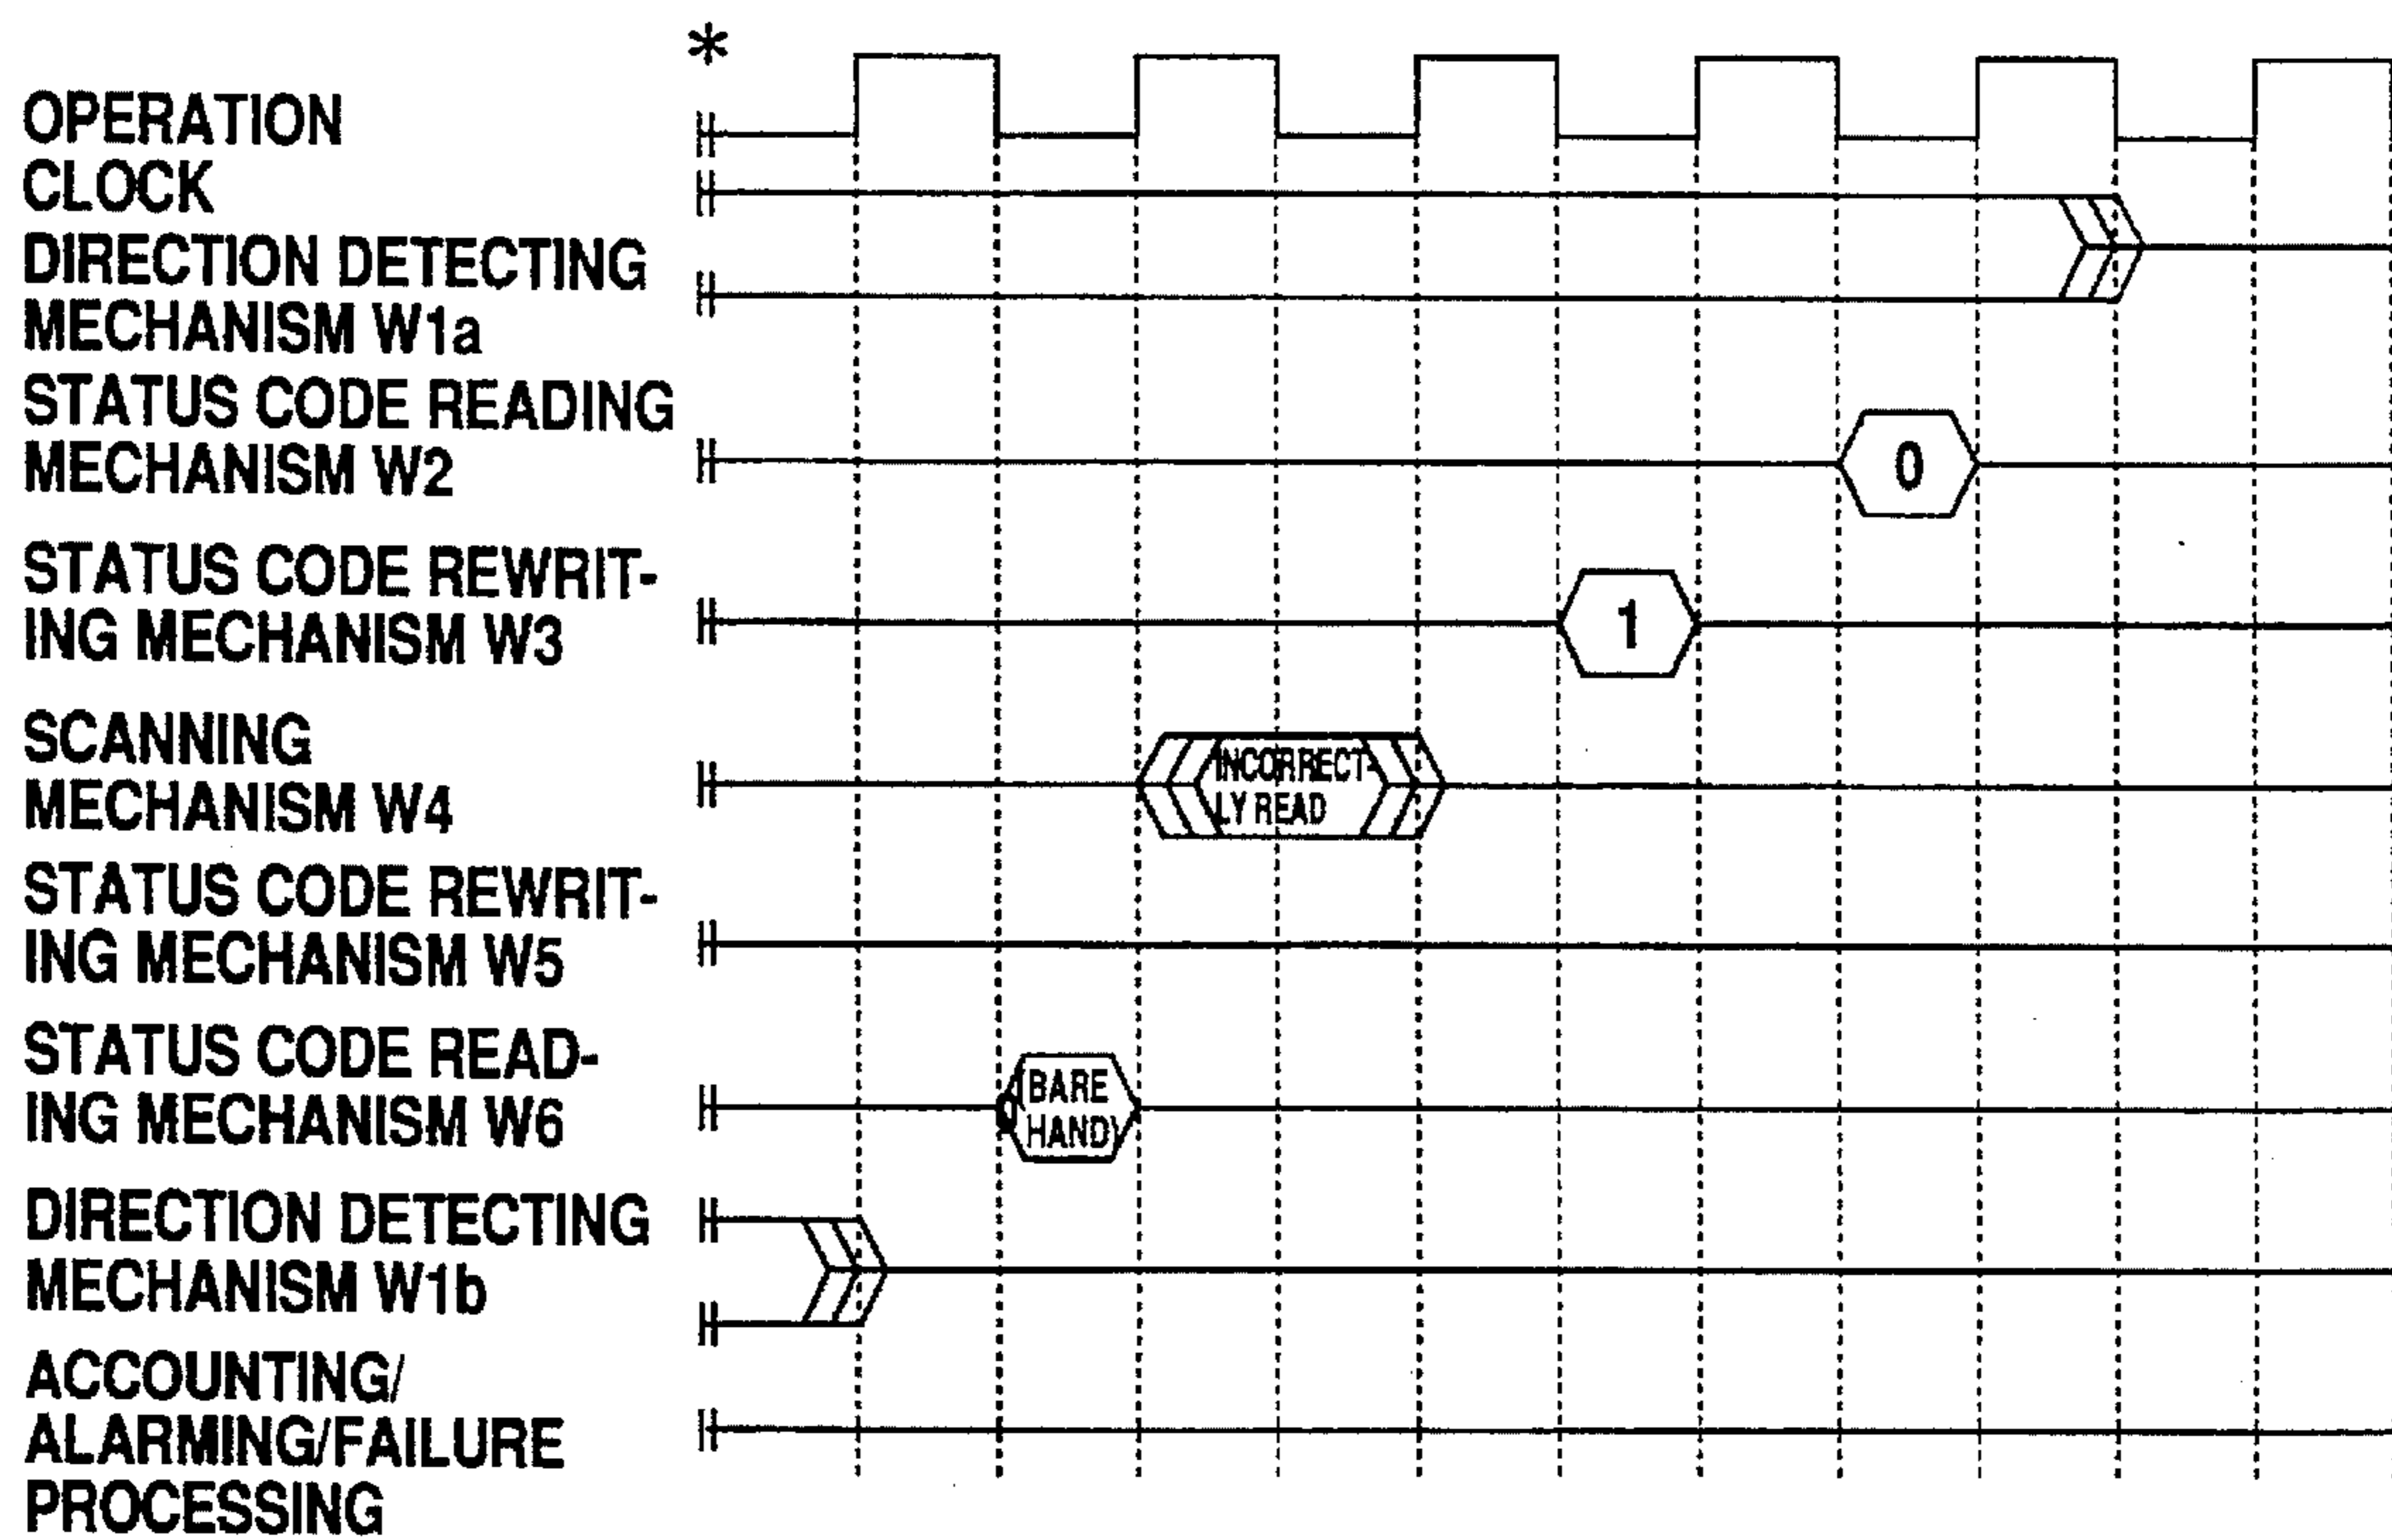 *
OPERATION
CLOCK
DIRECTION DETECTING
MECHANISM W1a
STATUS CODE READING
MECHANISM W2
0
STATUS CODE REWRIT-
ING MECHANISM W3
1
SCANNING
MECHANISM W4
INCORRECT-
LY READ
STATUS CODE REWRIT-
ING MECHANISM W5
STATUS CODE READ-
ING MECHANISM W6
0(BARE
HAND)
DIRECTION DETECTING
MECHANISM W1b
ACCOUNTING/
ALARMING/FAILURE
PROCESSING